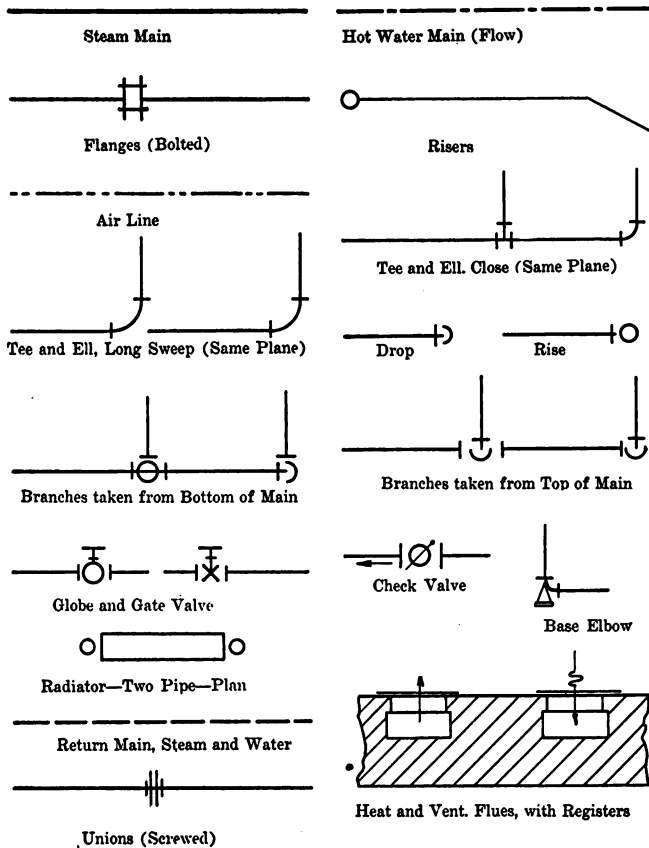 Steam Main
Hot Water Main (Flow)
Flanges (Bolted)
Risers
Air Line
Tee and Ell. Close (Same Plane)
Tee and Ell, Long Sweep (Same Plane)
Drop
Rise
Branches taken from Bottom of Main
Branches taken from Top of Main
Globe and Gate Valve
Check Valve
Base Elbow
Radiator—Two Pipe—Plan
Return Main, Steam and Water
Heat and Vent. Flues, with Registers
Unions (Screwed)